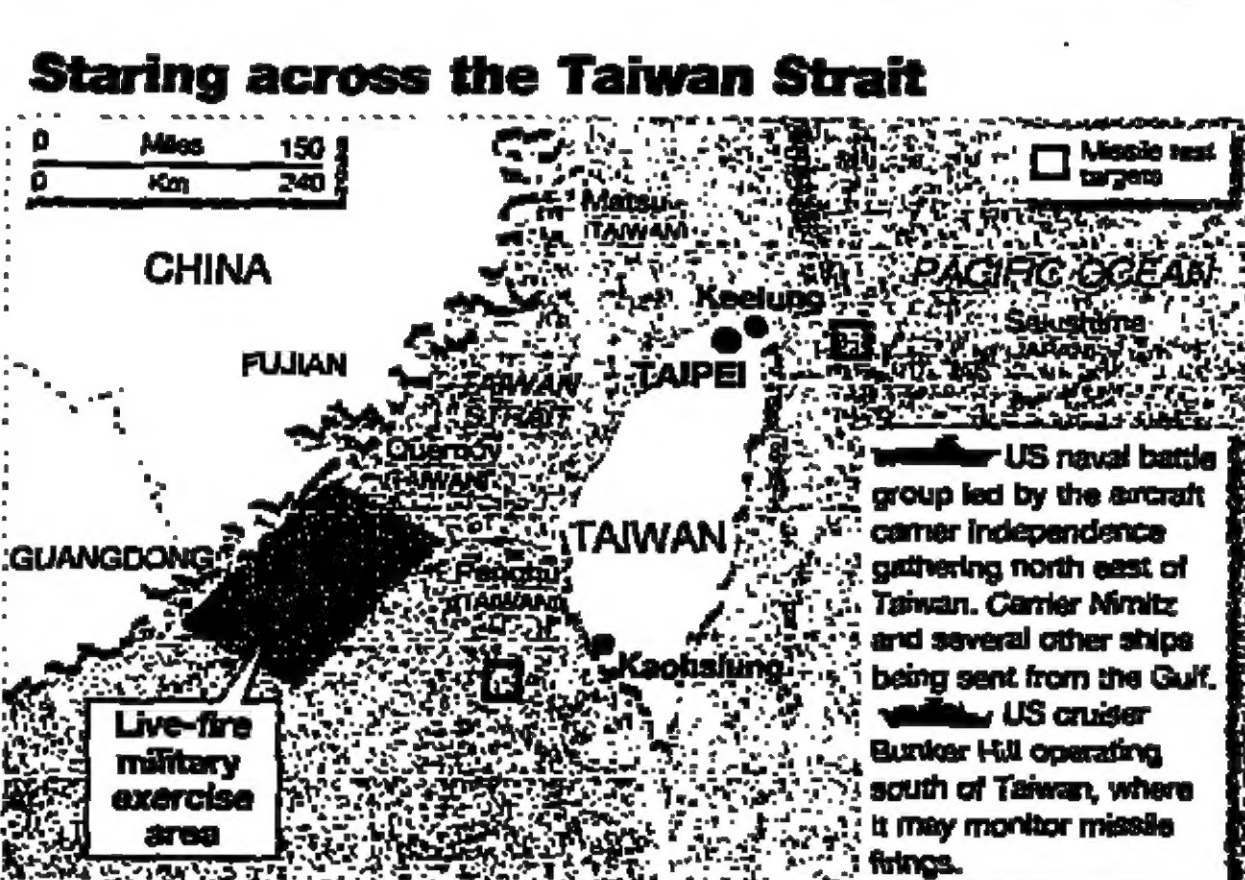 Staring across the Taiwan Strait
0 Miles 150
0 Km 240
Missile test
targets
Matsu
(TAIWAN)
CHINA
PACIFIC OCEAN
Keelung
Sakishima
(JAPAN)
FUJIAN
TAIPEI
TAIWAN
STRAIT
Quemoy
(TAIWAN)
US naval battle
group led by the aircraft
carrier Independence
gathering north east of
Taiwan. Carrier Nimitz
and several other ships
being sent from the Gulf.
TAIWAN
GUANGDONG
Penghu
(TAIWAN)
Kaohsiung
US cruiser
Bunker Hill operating
south of Taiwan, where
it may monitor missile
firings.
Live-fire
military
exercise
area